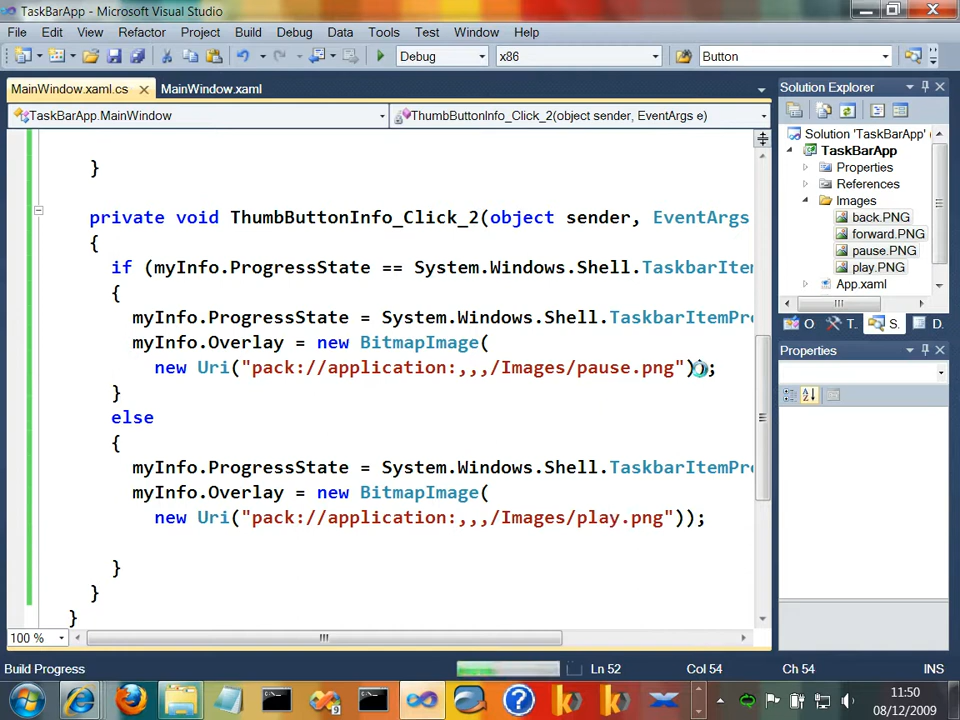 TaskBarApp - Microsoft Visual Studio
File Edit View Refactor Project Build Debug Data Tools Test Window Help
Debug x86 Button
MainWindow.xaml.cs MainWindow.xaml
TaskBarApp.MainWindow ThumbButtonInfo_Click_2(object sender, EventArgs e)
}
private void ThumbButtonInfo_Click_2(object sender, EventArgs
{
if (myInfo.ProgressState == System.Windows.Shell.TaskbarItem
{
myInfo.ProgressState = System.Windows.Shell.TaskbarItemPro
myInfo.Overlay = new BitmapImage(
new Uri("pack://application:,,,/Images/pause.png"));
}
else
{
myInfo.ProgressState = System.Windows.Shell.TaskbarItemPro
myInfo.Overlay = new BitmapImage(
new Uri("pack://application:,,,/Images/play.png"));
}
}
}
100 %
Solution Explorer
Solution 'TaskBarApp' (
TaskBarApp
Properties
References
Images
back.PNG
forward.PNG
pause.PNG
play.PNG
App.xaml
O T. S. D.
Properties
Build Progress Ln 52 Col 54 Ch 54 INS
11:50
08/12/2009